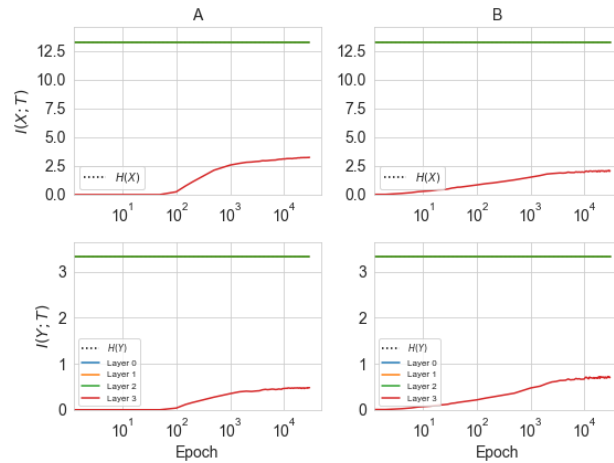 A
B
I(X; T)
12.5
10.0
7.5
5.0
2.5
0.0
H(X)
10¹
10²
10³
10⁴
12.5
10.0
7.5
5.0
2.5
0.0
H(X)
10¹
10²
10³
10⁴
I(Y; T)
3
2
1
0
H(Y)
Layer 0
Layer 1
Layer 2
Layer 3
10¹
10²
10³
10⁴
Epoch
3
2
1
0
H(Y)
Layer 0
Layer 1
Layer 2
Layer 3
10¹
10²
10³
10⁴
Epoch